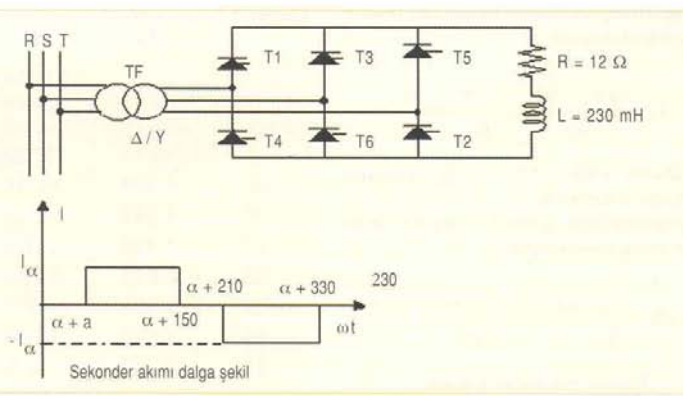 R S T
TF
Δ / Y
T1
T3
T5
T4
T6
T2
R = 12 Ω
L = 230 mH
I
Iα
α + 210
α + 330
230
α + a
α + 150
ωt
-Iα
Sekonder akımı dalga şekil